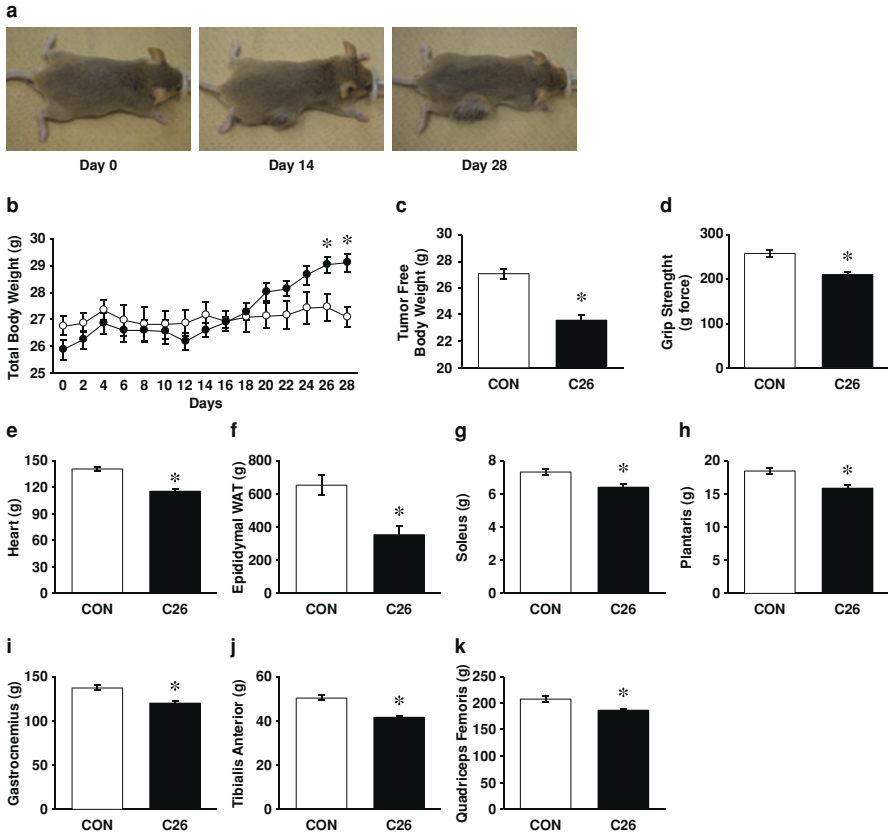 a
Day 0 Day 14 Day 28
b
Total Body Weight (g)
30
29
28
27
26
25
* *
0 2 4 6 8 10 12 14 16 18 20 22 24 26 28
Days
c
Tumor Free
Body Weight (g)
30
28
26
24
22
20
*
CON C26
d
Grip Strenght
(g force)
300
200
100
0
*
CON C26
e
Heart (g)
150
120
90
60
30
0
*
CON C26
f
Epididymal WAT (g)
800
600
400
200
0
*
CON C26
g
Soleus (g)
8
6
4
2
0
*
CON C26
h
Plantaris (g)
20
15
10
5
0
*
CON C26
i
Gastrocnemius (g)
150
100
50
0
*
CON C26
j
Tibialis Anterior (g)
60
40
20
0
*
CON C26
k
Quadriceps Femoris (g)
250
200
150
100
50
0
*
CON C26